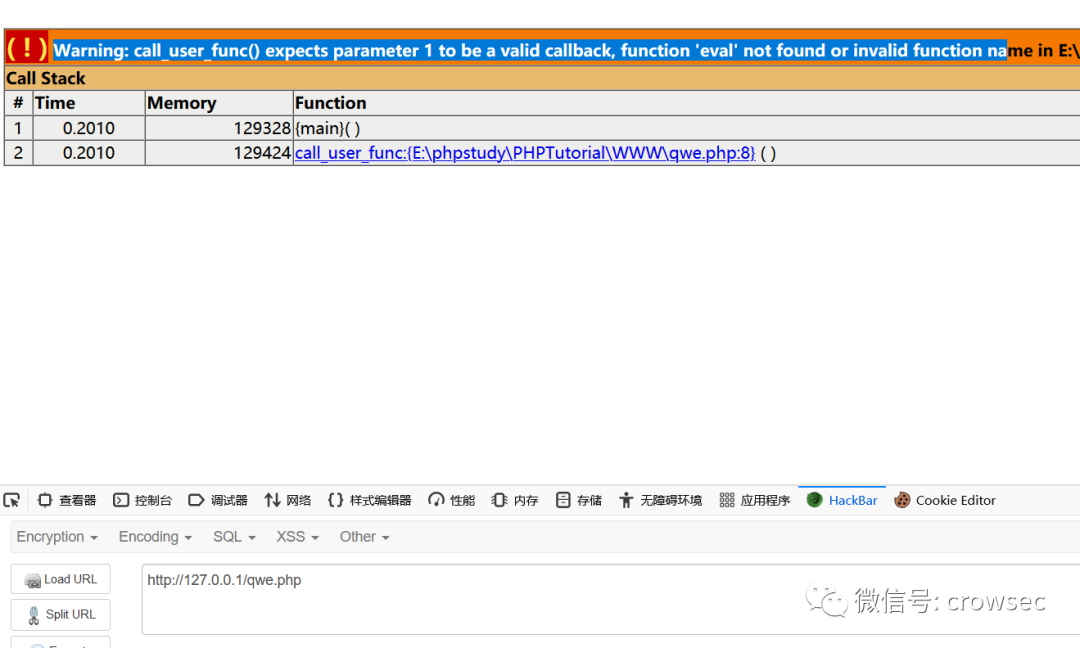 ( ! ) Warning: call_user_func() expects parameter 1 to be a valid callback, function 'eval' not found or invalid function name in E:\
Call Stack
# Time Memory Function
1 0.2010 129328 {main}( )
2 0.2010 129424 call_user_func:{E:\phpstudy\PHPTutorial\WWW\qwe.php:8} ( )
查看器 控制台 调试器 网络 样式编辑器 性能 内存 存储 无障碍环境 应用程序 HackBar Cookie Editor
Encryption Encoding SQL XSS Other
Load URL http://127.0.0.1/qwe.php
微信号: crowsec
Split URL